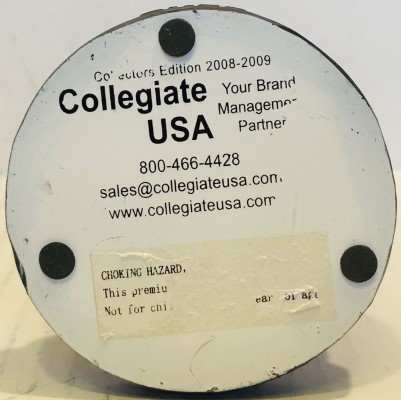 Collectors Edition 2008-2009
Collegiate USA
Your Brand
Management
Partner
800-466-4428
sales@collegiateusa.com
www.collegiateusa.com
CHOKING HAZARD,
This
Not for